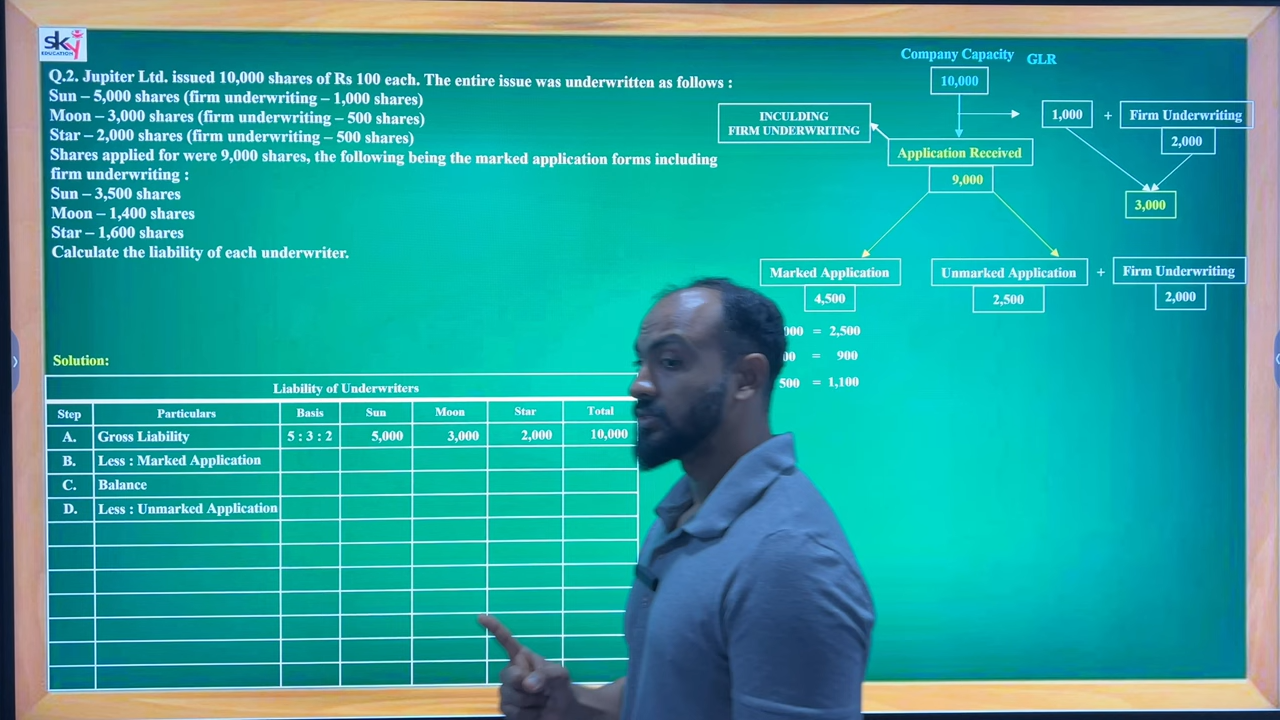 sky
EDUCATION
Q.2. Jupiter Ltd. issued 10,000 shares of Rs 100 each. The entire issue was underwritten as follows :
Sun – 5,000 shares (firm underwriting – 1,000 shares)
Moon – 3,000 shares (firm underwriting – 500 shares)
Star – 2,000 shares (firm underwriting – 500 shares)
Shares applied for were 9,000 shares, the following being the marked application forms including
firm underwriting :
Sun – 3,500 shares
Moon – 1,400 shares
Star – 1,600 shares
Calculate the liability of each underwriter.
Company Capacity GLR
10,000
1,000 + Firm Underwriting
2,000
INCULDING
FIRM UNDERWRITING
Application Received
9,000
3,000
Marked Application
4,500
Unmarked Application + Firm Underwriting
2,500
2,000
= 2,500
= 900
500 = 1,100
Solution:
Liability of Underwriters
Step Particulars Basis Sun Moon Star Total
A. Gross Liability 5 : 3 : 2 5,000 3,000 2,000 10,000
B. Less : Marked Application
C. Balance
D. Less : Unmarked Application